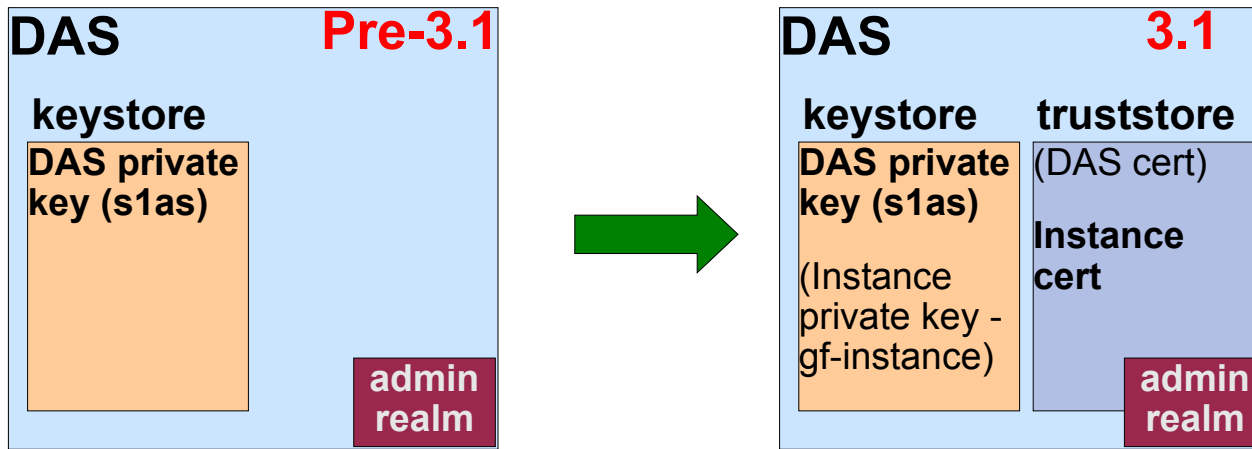 DAS Pre-3.1
keystore
DAS private
key (s1as)
admin
realm
DAS 3.1
keystore
DAS private
key (s1as)
(Instance
private key -
gf-instance)
truststore
(DAS cert)
Instance
cert
admin
realm